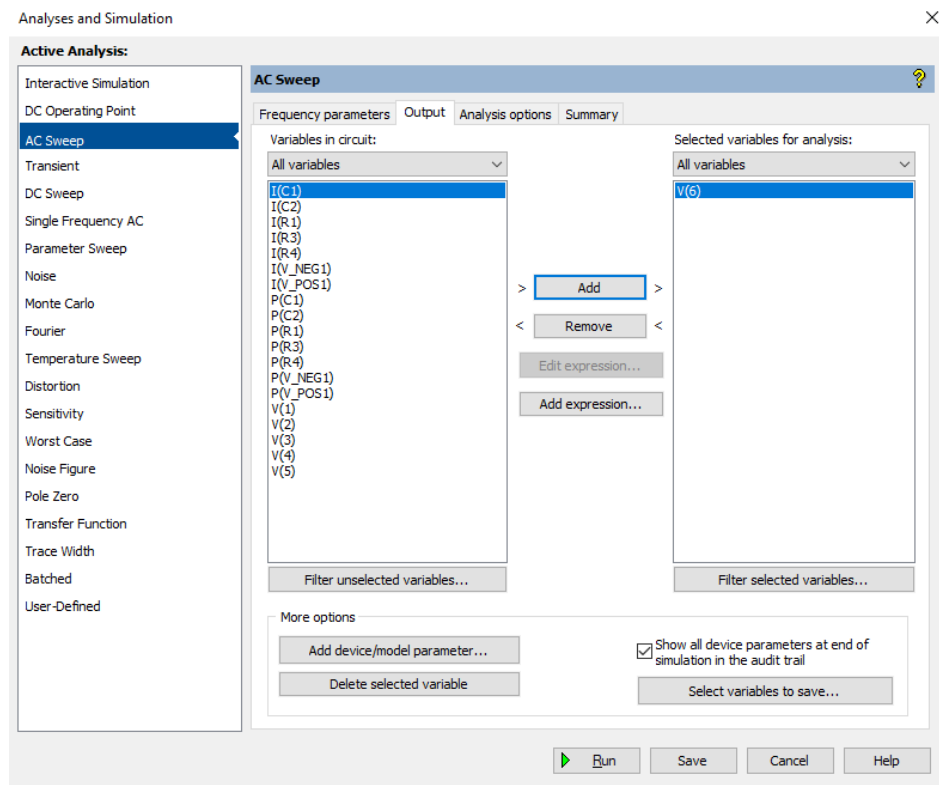 Analyses and Simulation
Active Analysis:
Interactive Simulation
DC Operating Point
AC Sweep
Transient
DC Sweep
Single Frequency AC
Parameter Sweep
Noise
Monte Carlo
Fourier
Temperature Sweep
Distortion
Sensitivity
Worst Case
Noise Figure
Pole Zero
Transfer Function
Trace Width
Batched
User-Defined
AC Sweep
?
Frequency parameters
Output
Analysis options
Summary
Variables in circuit:
All variables
I(C1)
I(C2)
I(R1)
I(R3)
I(R4)
I(V_NEG1)
I(V_POS1)
P(C1)
P(C2)
P(R1)
P(R3)
P(R4)
P(V_NEG1)
P(V_POS1)
V(1)
V(2)
V(3)
V(4)
V(5)
Filter unselected variables...
> Add >
< Remove <
Edit expression...
Add expression...
Selected variables for analysis:
All variables
V(6)
Filter selected variables...
More options
Add device/model parameter...
Delete selected variable
Show all device parameters at end of
simulation in the audit trail
Select variables to save...
Run
Save
Cancel
Help